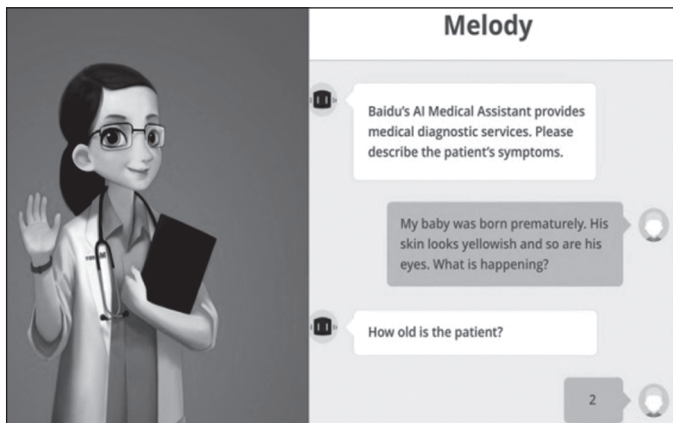 Melody
Baidu's AI Medical Assistant provides
medical diagnostic services. Please
describe the patient's symptoms.
My baby was born prematurely. His
skin looks yellowish and so are his
eyes. What is happening?
How old is the patient?
2